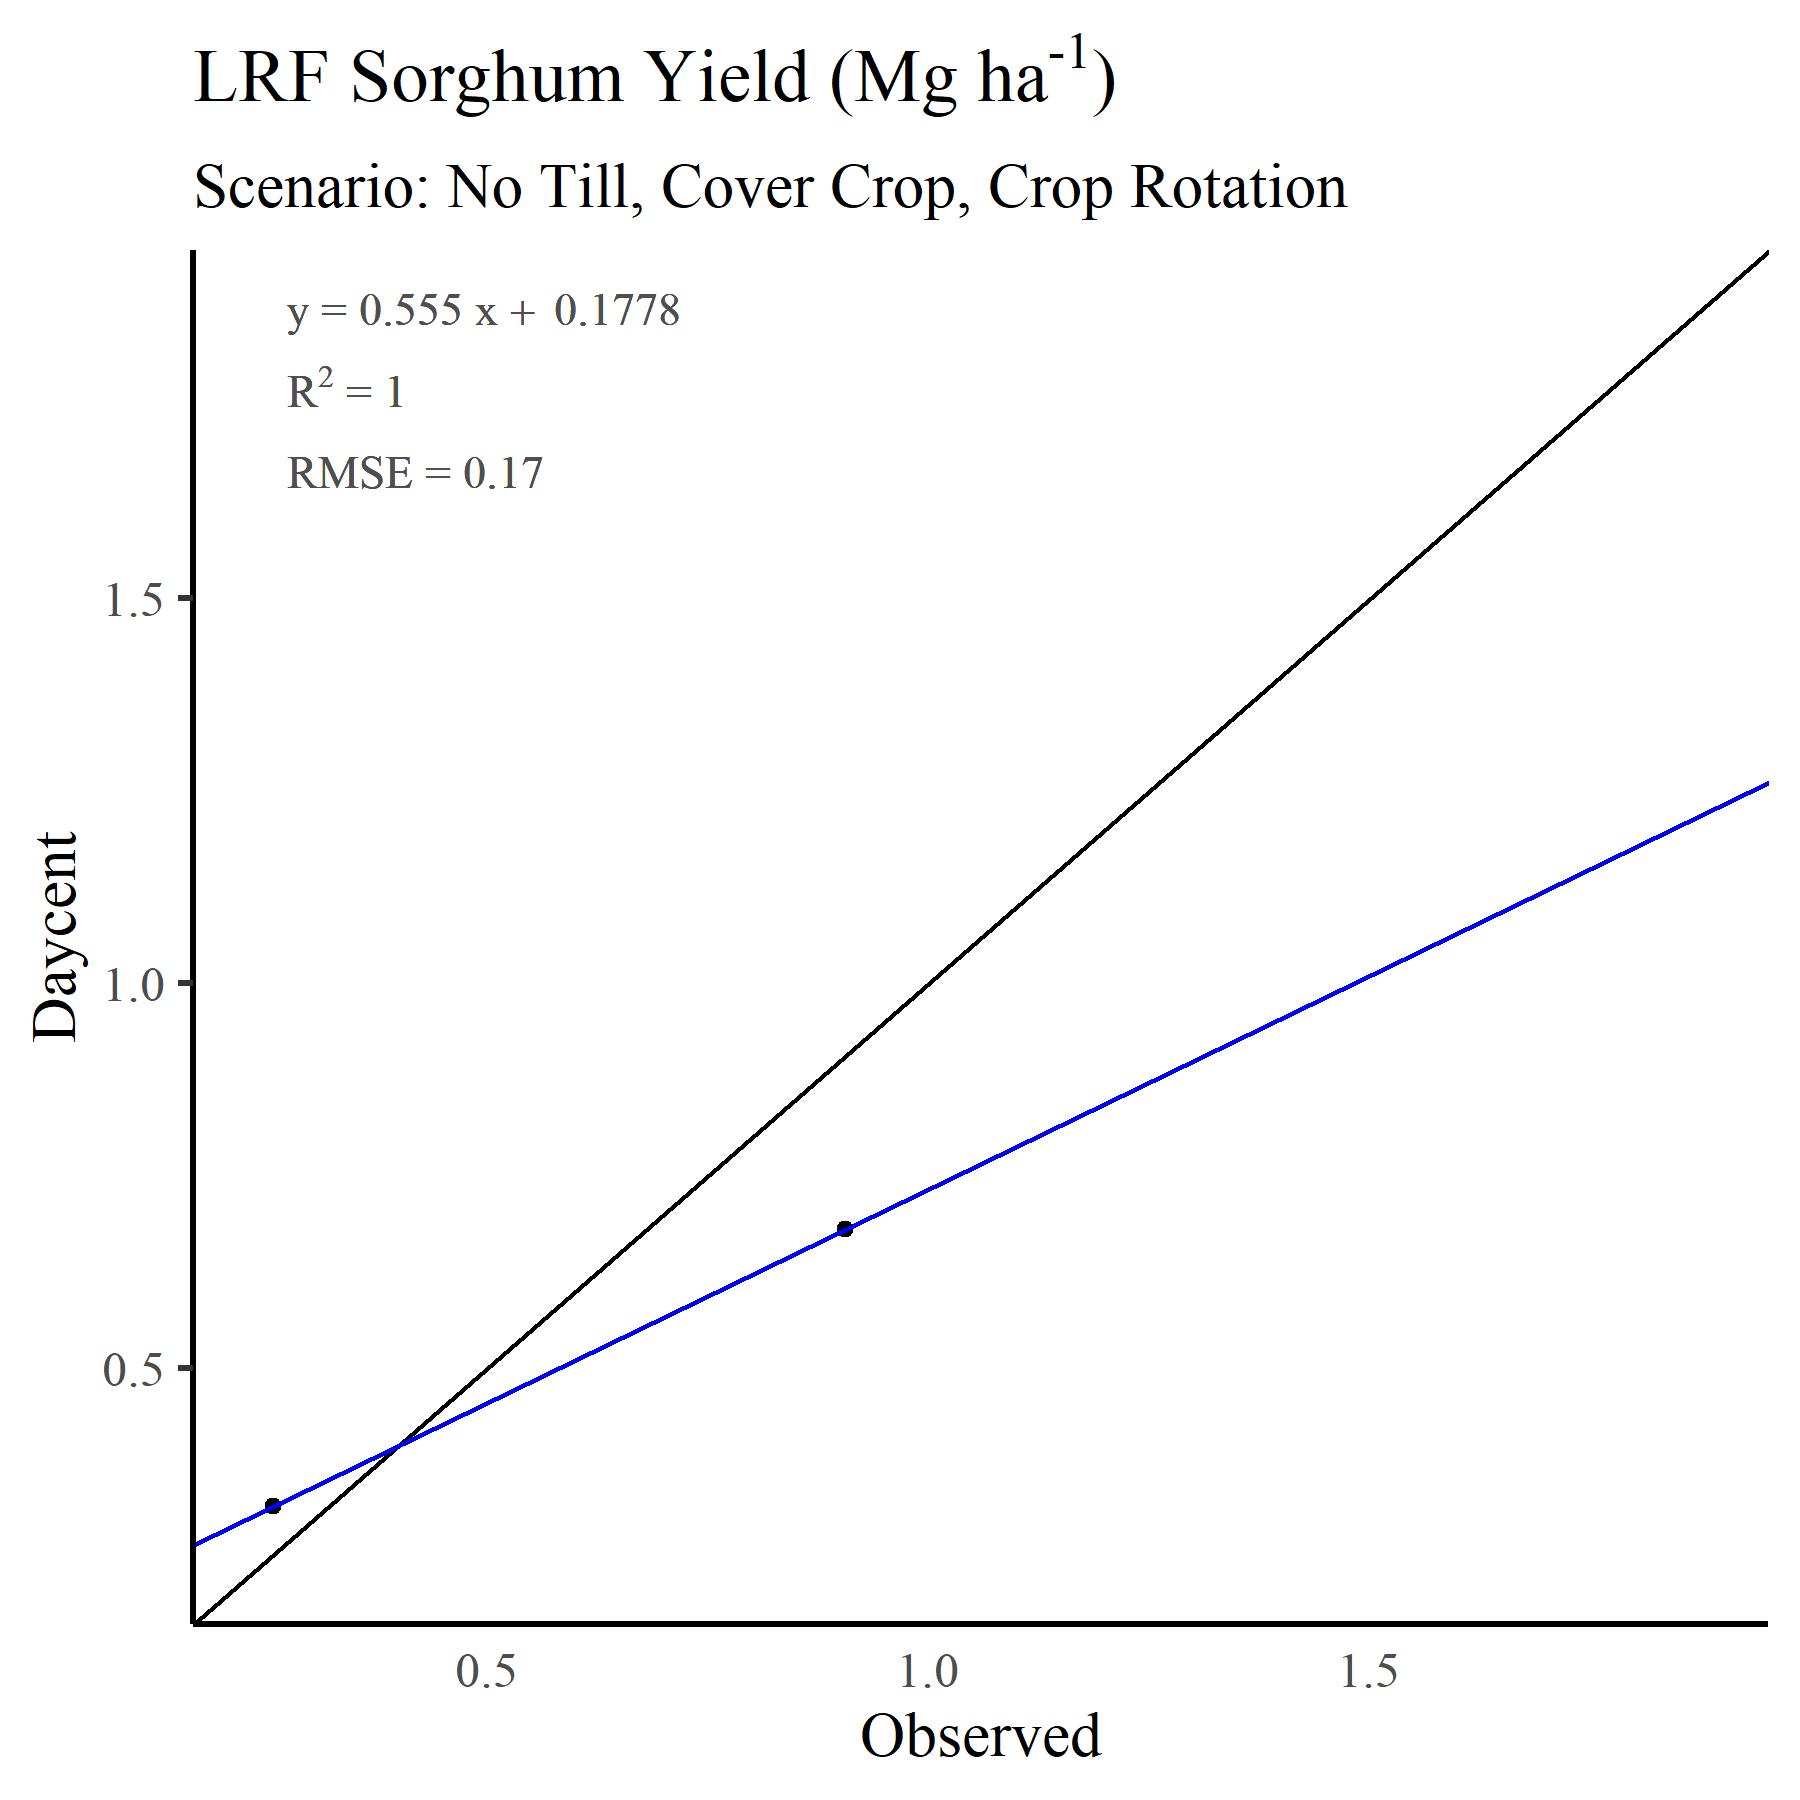 LRF Sorghum Yield (Mg ha⁻¹)
Scenario: No Till, Cover Crop, Crop Rotation
y = 0.555 x + 0.1778
R² = 1
RMSE = 0.17
1.5
1.0
0.5
Daycent
0.5 1.0 1.5
Observed